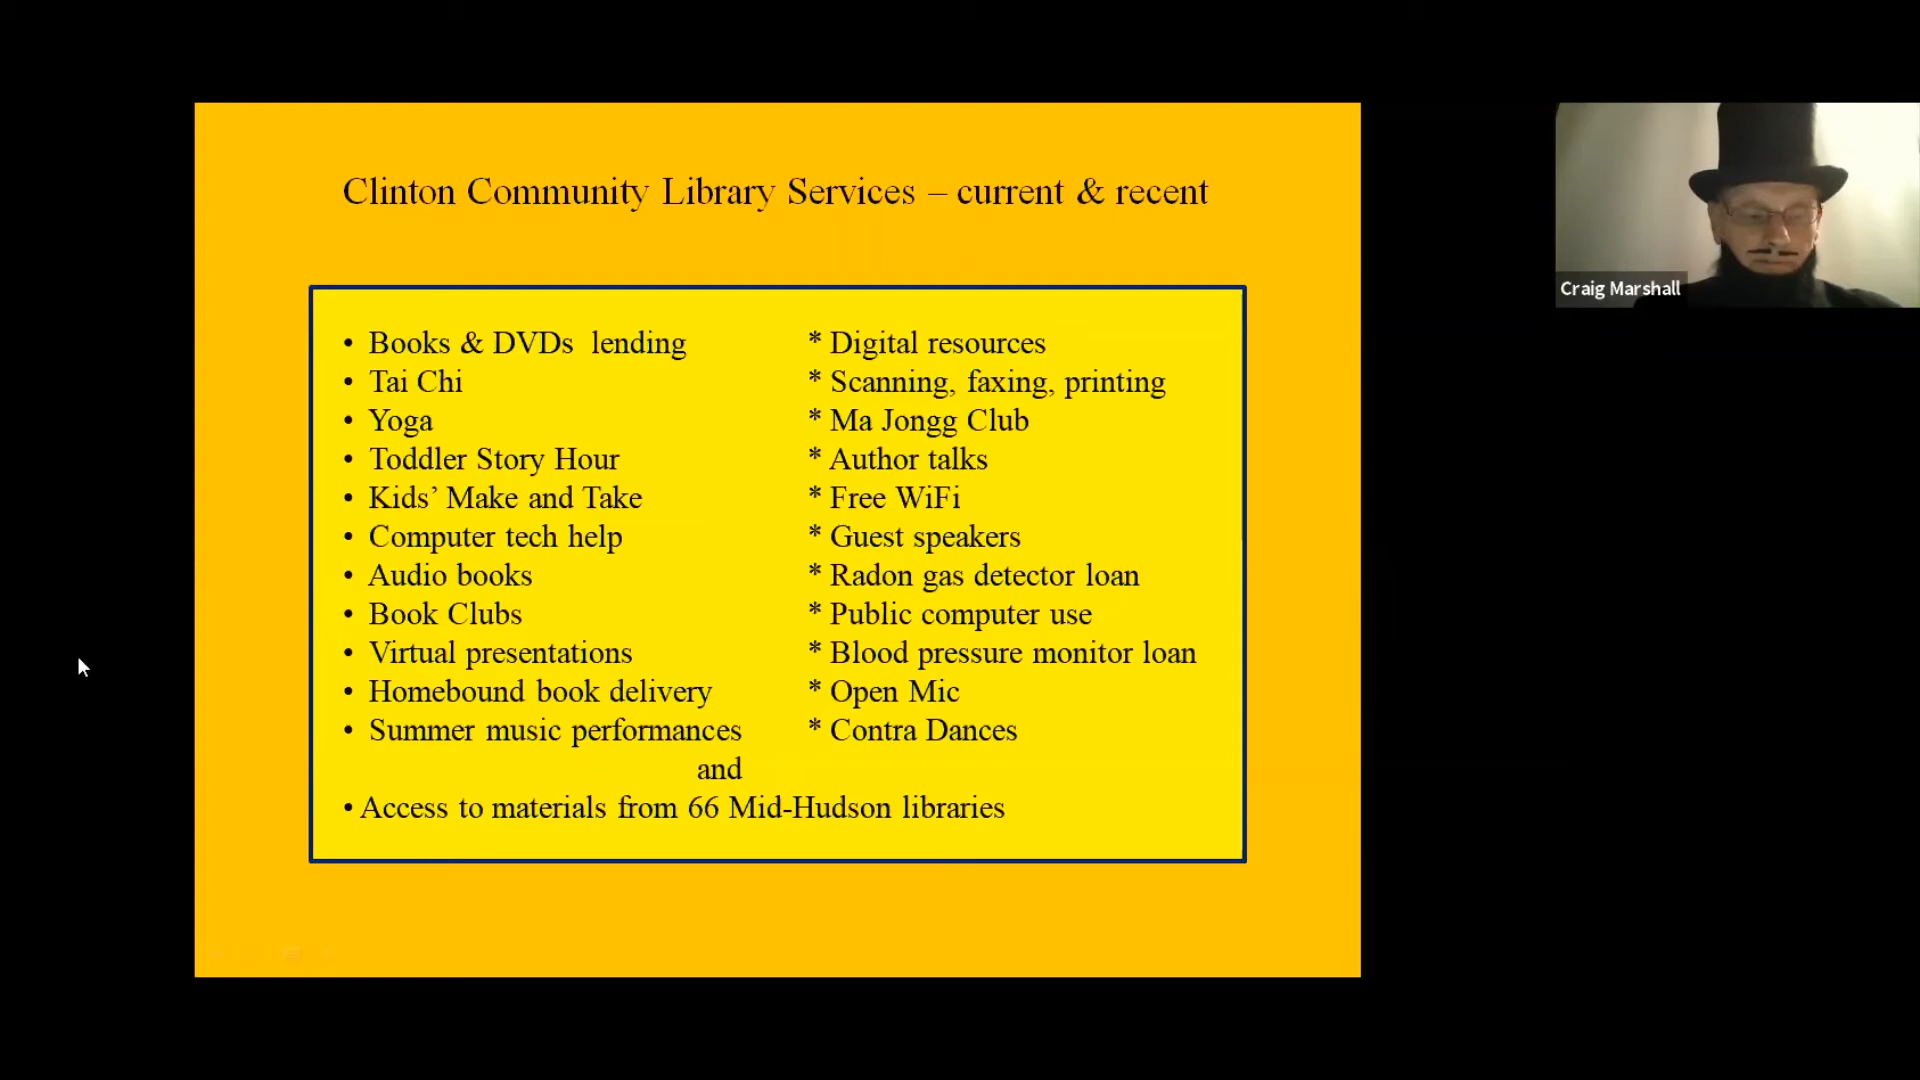 Clinton Community Library Services – current & recent
• Books & DVDs lending
• Tai Chi
• Yoga
• Toddler Story Hour
• Kids’ Make and Take
• Computer tech help
• Audio books
• Book Clubs
• Virtual presentations
• Homebound book delivery
• Summer music performances
* Digital resources
* Scanning, faxing, printing
* Ma Jongg Club
* Author talks
* Free WiFi
* Guest speakers
* Radon gas detector loan
* Public computer use
* Blood pressure monitor loan
* Open Mic
* Contra Dances
and
• Access to materials from 66 Mid-Hudson libraries
Craig Marshall